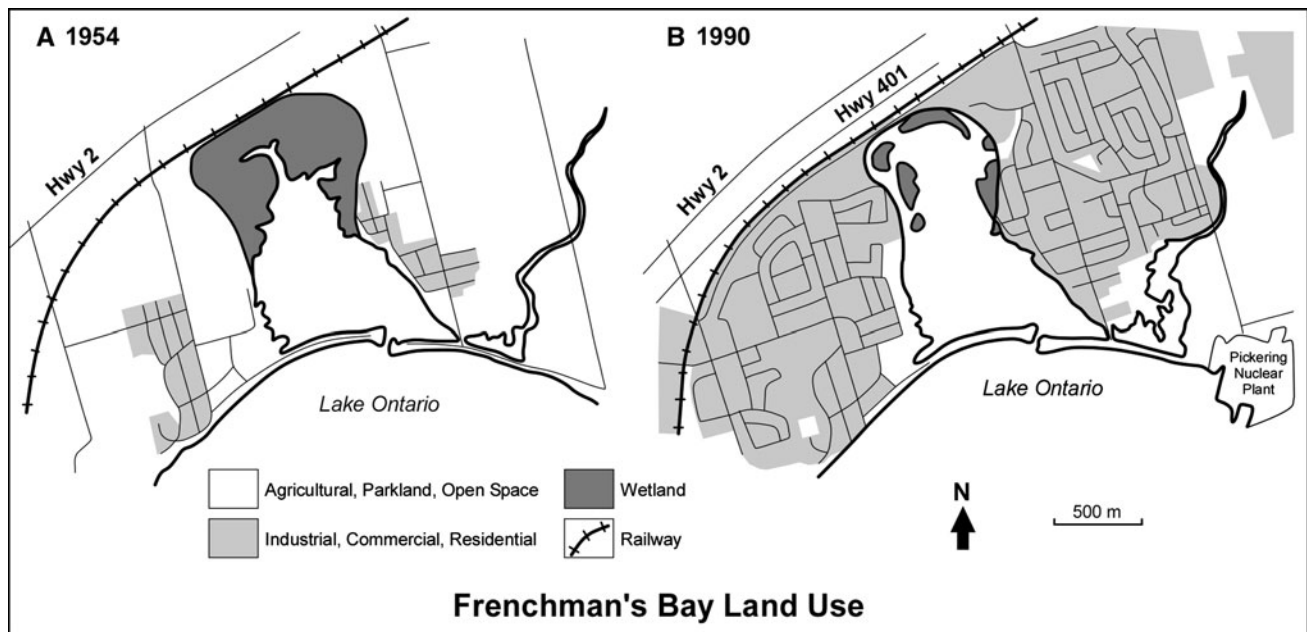 A 1954
Hwy 2
Lake Ontario
B 1990
Hwy 401
Hwy 2
Lake Ontario
Pickering
Nuclear
Plant
Agricultural, Parkland, Open Space
Wetland
Industrial, Commercial, Residential
Railway
N
500 m
Frenchman's Bay Land Use